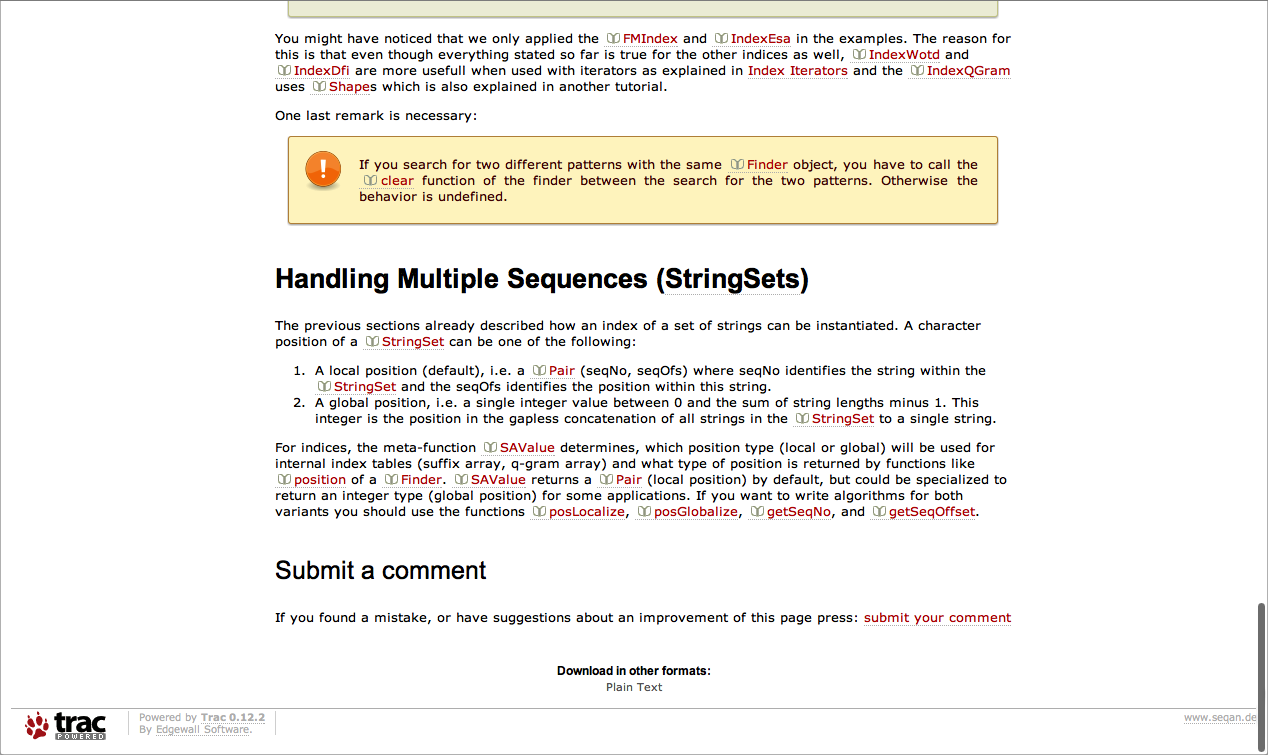 You might have noticed that we only applied the FMIndex and IndexEsa in the examples. The reason for
this is that even though everything stated so far is true for the other indices as well, IndexWotd and
IndexDfi are more usefull when used with iterators as explained in Index Iterators and the IndexQGram
uses Shapes which is also explained in another tutorial.
One last remark is necessary:
If you search for two different patterns with the same Finder object, you have to call the
clear function of the finder between the search for the two patterns. Otherwise the
behavior is undefined.
Handling Multiple Sequences (StringSets)
The previous sections already described how an index of a set of strings can be instantiated. A character
position of a StringSet can be one of the following:
1. A local position (default), i.e. a Pair (seqNo, seqOfs) where seqNo identifies the string within the
StringSet and the seqOfs identifies the position within this string.
2. A global position, i.e. a single integer value between 0 and the sum of string lengths minus 1. This
integer is the position in the gapless concatenation of all strings in the StringSet to a single string.
For indices, the meta-function SAValue determines, which position type (local or global) will be used for
internal index tables (suffix array, q-gram array) and what type of position is returned by functions like
position of a Finder. SAValue returns a Pair (local position) by default, but could be specialized to
return an integer type (global position) for some applications. If you want to write algorithms for both
variants you should use the functions posLocalize, posGlobalize, getSeqNo, and getSeqOffset.
Submit a comment
If you found a mistake, or have suggestions about an improvement of this page press: submit your comment
Download in other formats:
Plain Text
trac
POWERED
Powered by Trac 0.12.2
By Edgewall Software.
www.seqan.de